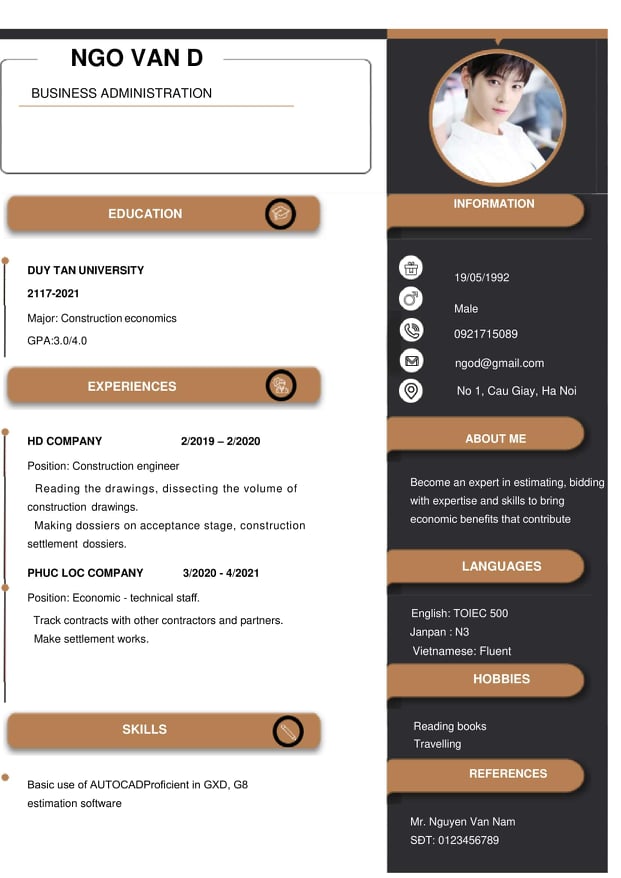 NGO VAN D
BUSINESS ADMINISTRATION
EDUCATION
DUY TAN UNIVERSITY
2117-2021
Major: Construction economics
GPA:3.0/4.0
EXPERIENCES
HD COMPANY 2/2019 – 2/2020
Position: Construction engineer
Reading the drawings, dissecting the volume of
construction drawings.
Making dossiers on acceptance stage, construction
settlement dossiers.
PHUC LOC COMPANY 3/2020 - 4/2021
Position: Economic - technical staff.
Track contracts with other contractors and partners.
Make settlement works.
SKILLS
Basic use of AUTOCADProficient in GXD, G8
estimation software
INFORMATION
19/05/1992
Male
0921715089
ngod@gmail.com
No 1, Cau Giay, Ha Noi
ABOUT ME
Become an expert in estimating, bidding
with expertise and skills to bring
economic benefits that contribute
LANGUAGES
English: TOIEC 500
Janpan : N3
Vietnamese: Fluent
HOBBIES
Reading books
Travelling
REFERENCES
Mr. Nguyen Van Nam
SĐT: 0123456789